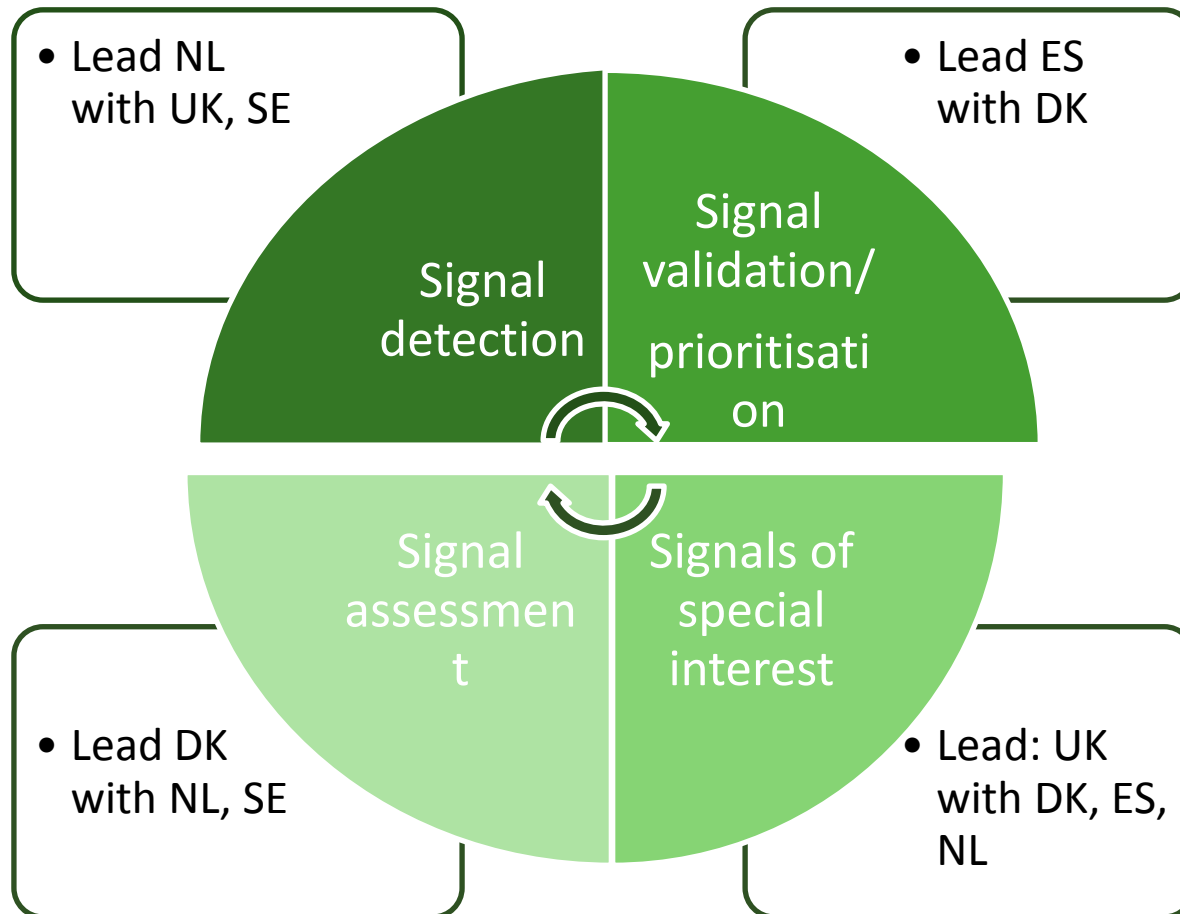 • Lead NL
with UK, SE
• Lead ES
with DK
Signal
detection
Signal
validation/
prioritisati
on
Signal
assessmen
t
Signals of
special
interest
• Lead DK
with NL, SE
• Lead: UK
with DK, ES,
NL